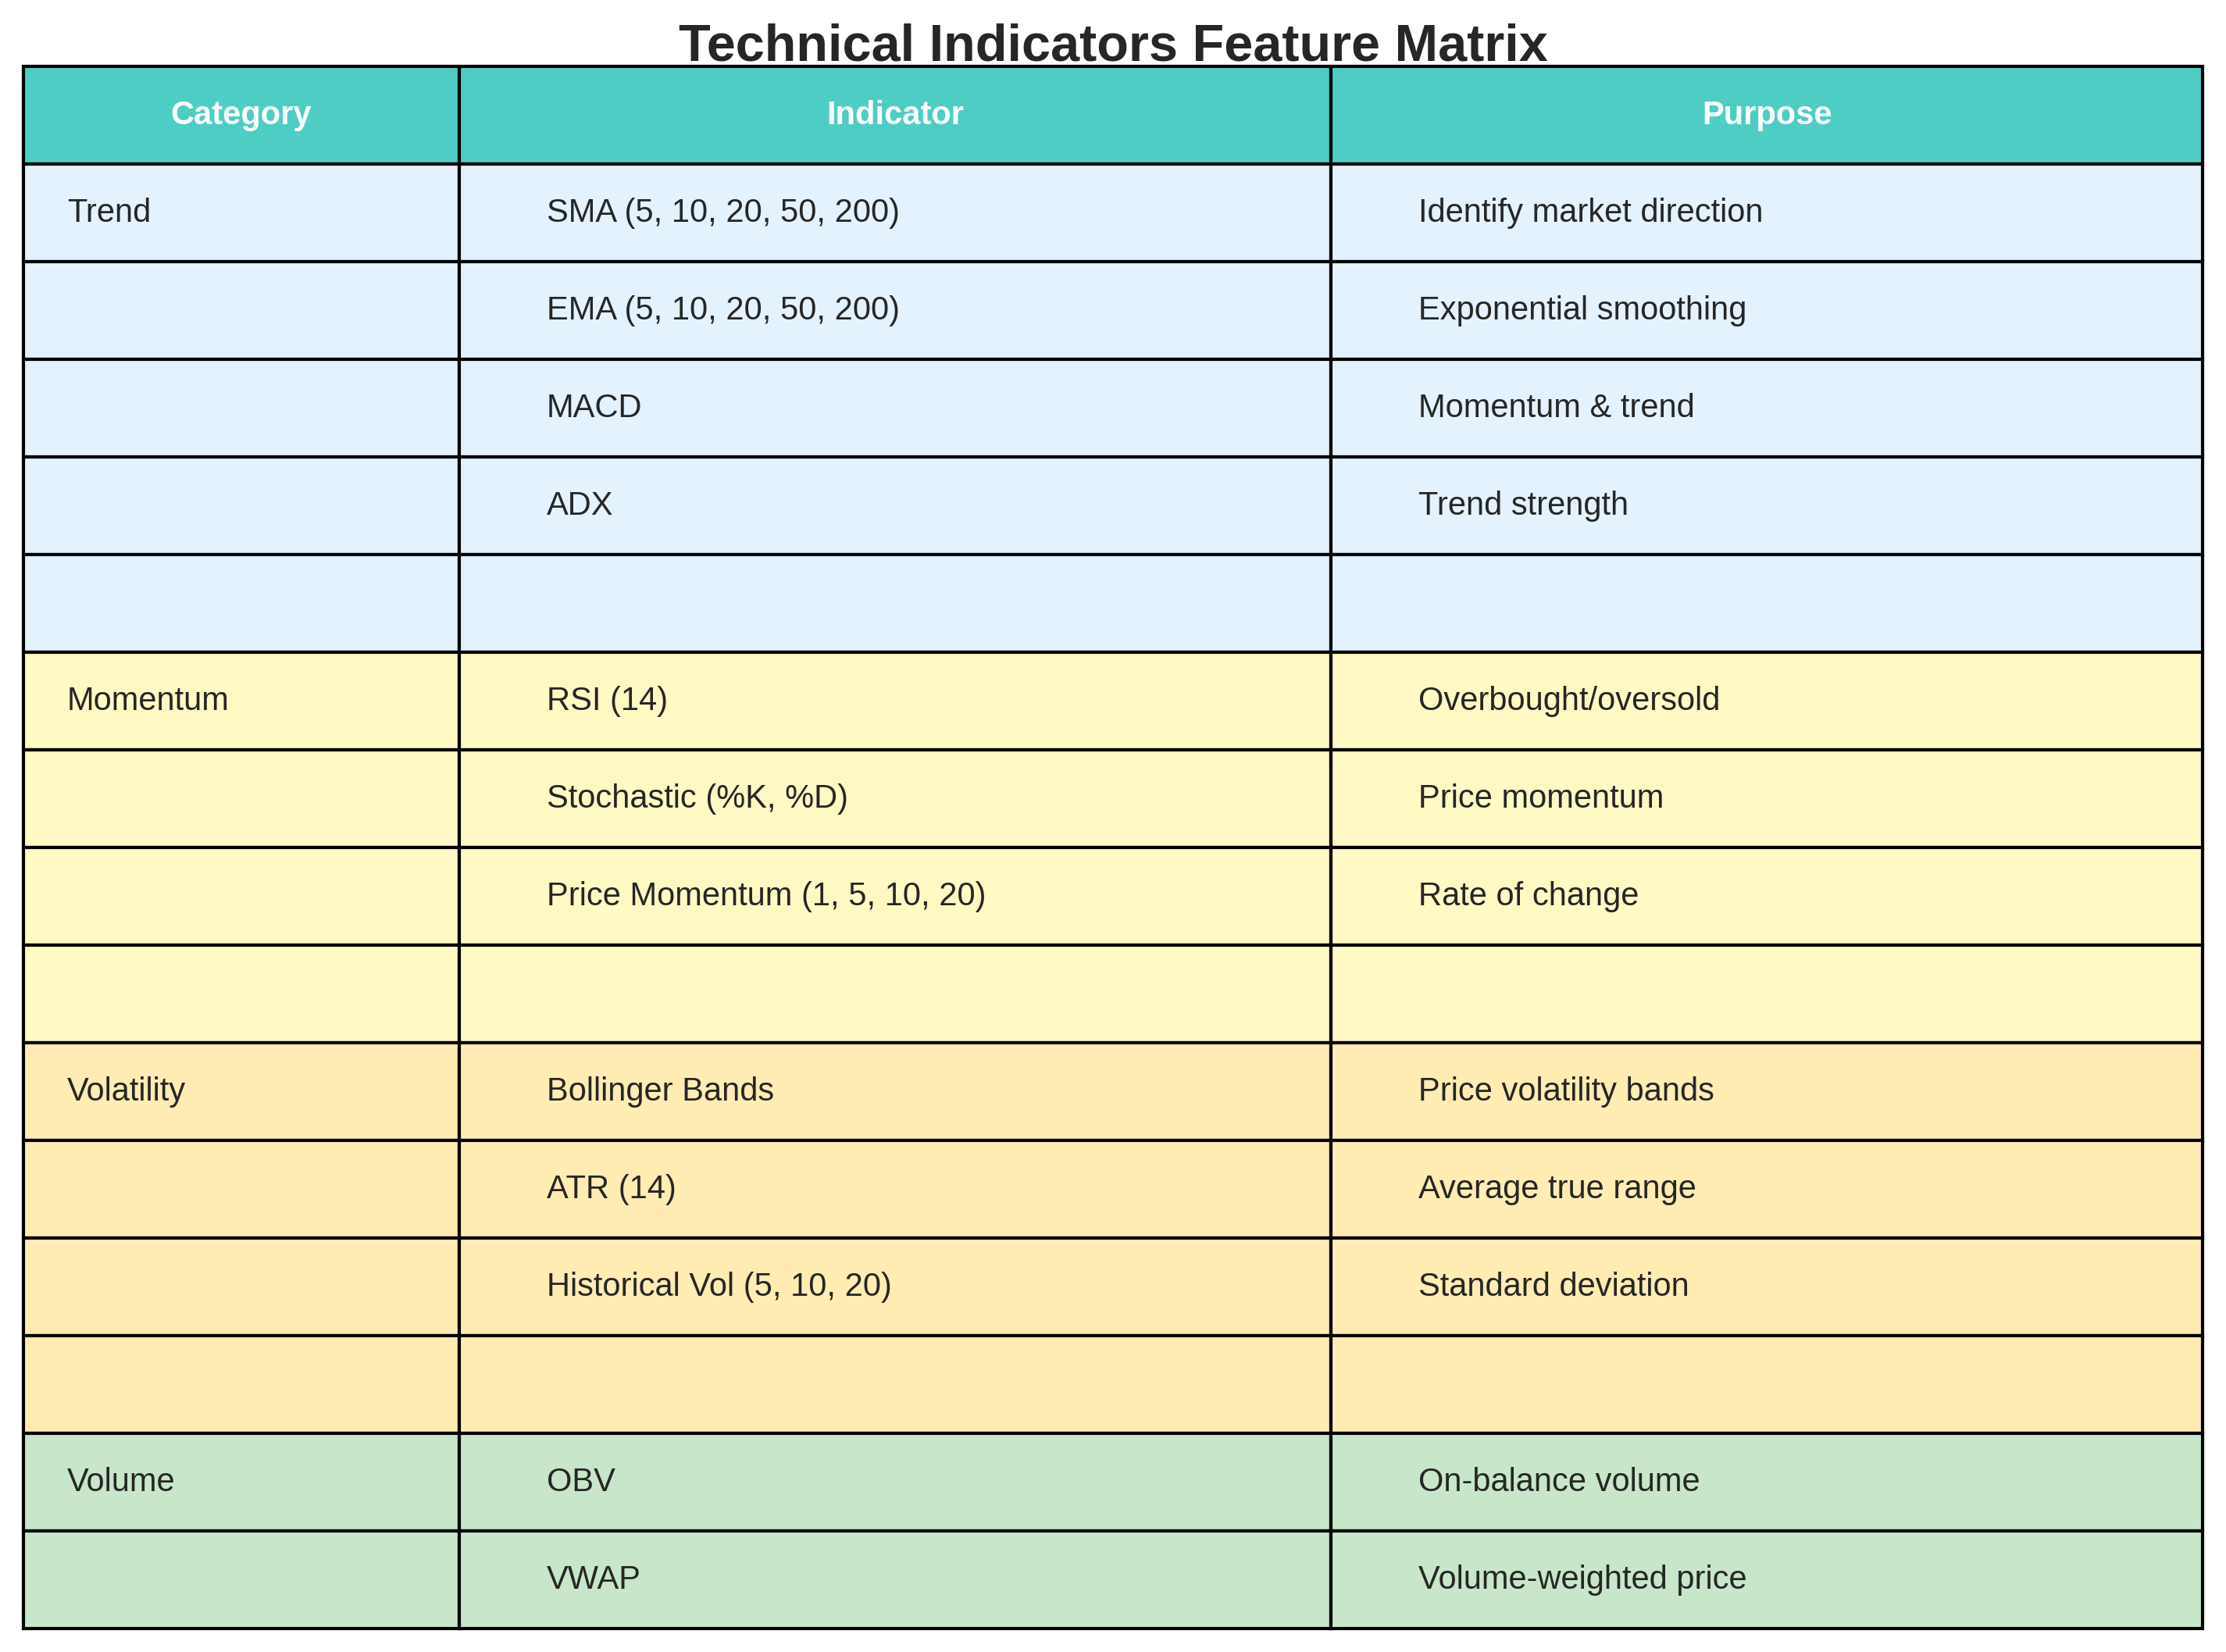 Technical Indicators Feature Matrix
Category Indicator Purpose
Trend SMA (5, 10, 20, 50, 200) Identify market direction
EMA (5, 10, 20, 50, 200) Exponential smoothing
MACD Momentum & trend
ADX Trend strength
Momentum RSI (14) Overbought/oversold
Stochastic (%K, %D) Price momentum
Price Momentum (1, 5, 10, 20) Rate of change
Volatility Bollinger Bands Price volatility bands
ATR (14) Average true range
Historical Vol (5, 10, 20) Standard deviation
Volume OBV On-balance volume
VWAP Volume-weighted price